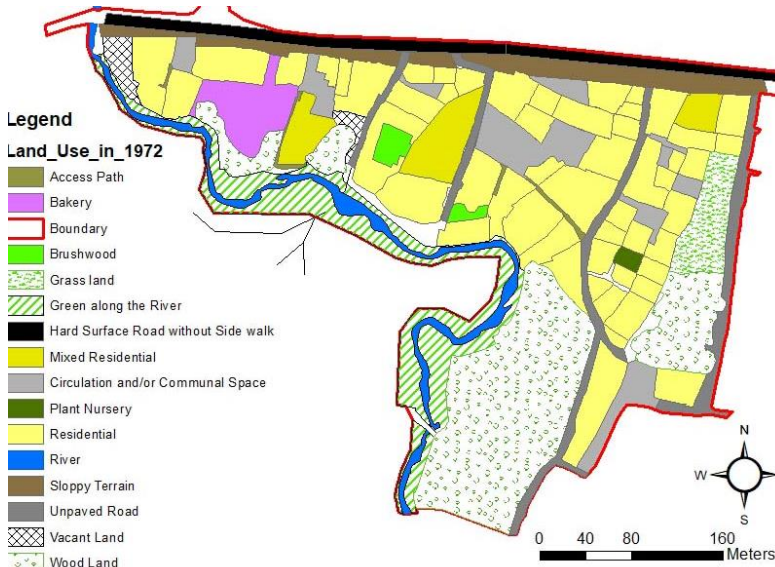 Legend
Land_Use_in_1972
Access Path
Bakery
Boundary
Brushwood
Grass land
Green along the River
Hard Surface Road without Side walk
Mixed Residential
Circulation and/or Communal Space
Plant Nursery
Residential
River
Sloppy Terrain
Unpaved Road
Vacant Land
Wood Land
N
W E
S
0 40 80 160
Meters